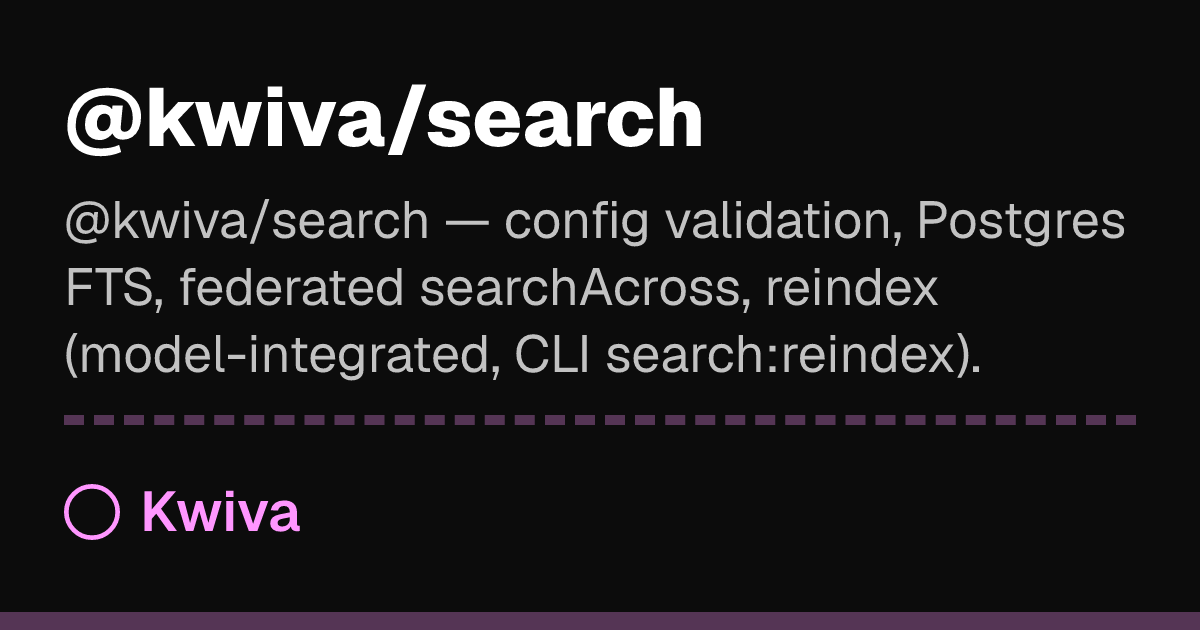 @kwiva/search
@kwiva/search — config validation, Postgres
FTS, federated searchAcross, reindex
(model-integrated, CLI search:reindex).
Kwiva